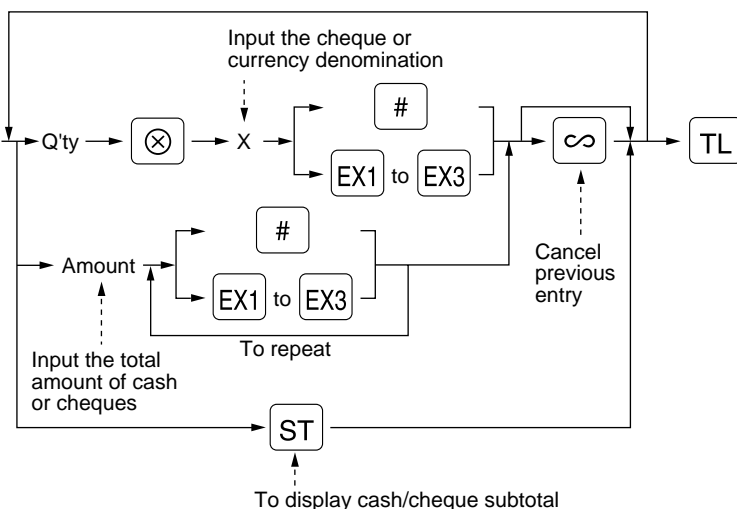 Input the cheque or
currency denomination
#
Q'ty ⊗ X
EX1 to EX3
∞
TL
#
Amount
EX1 to EX3
Cancel
previous
entry
To repeat
Input the total
amount of cash
or cheques
ST
To display cash/cheque subtotal